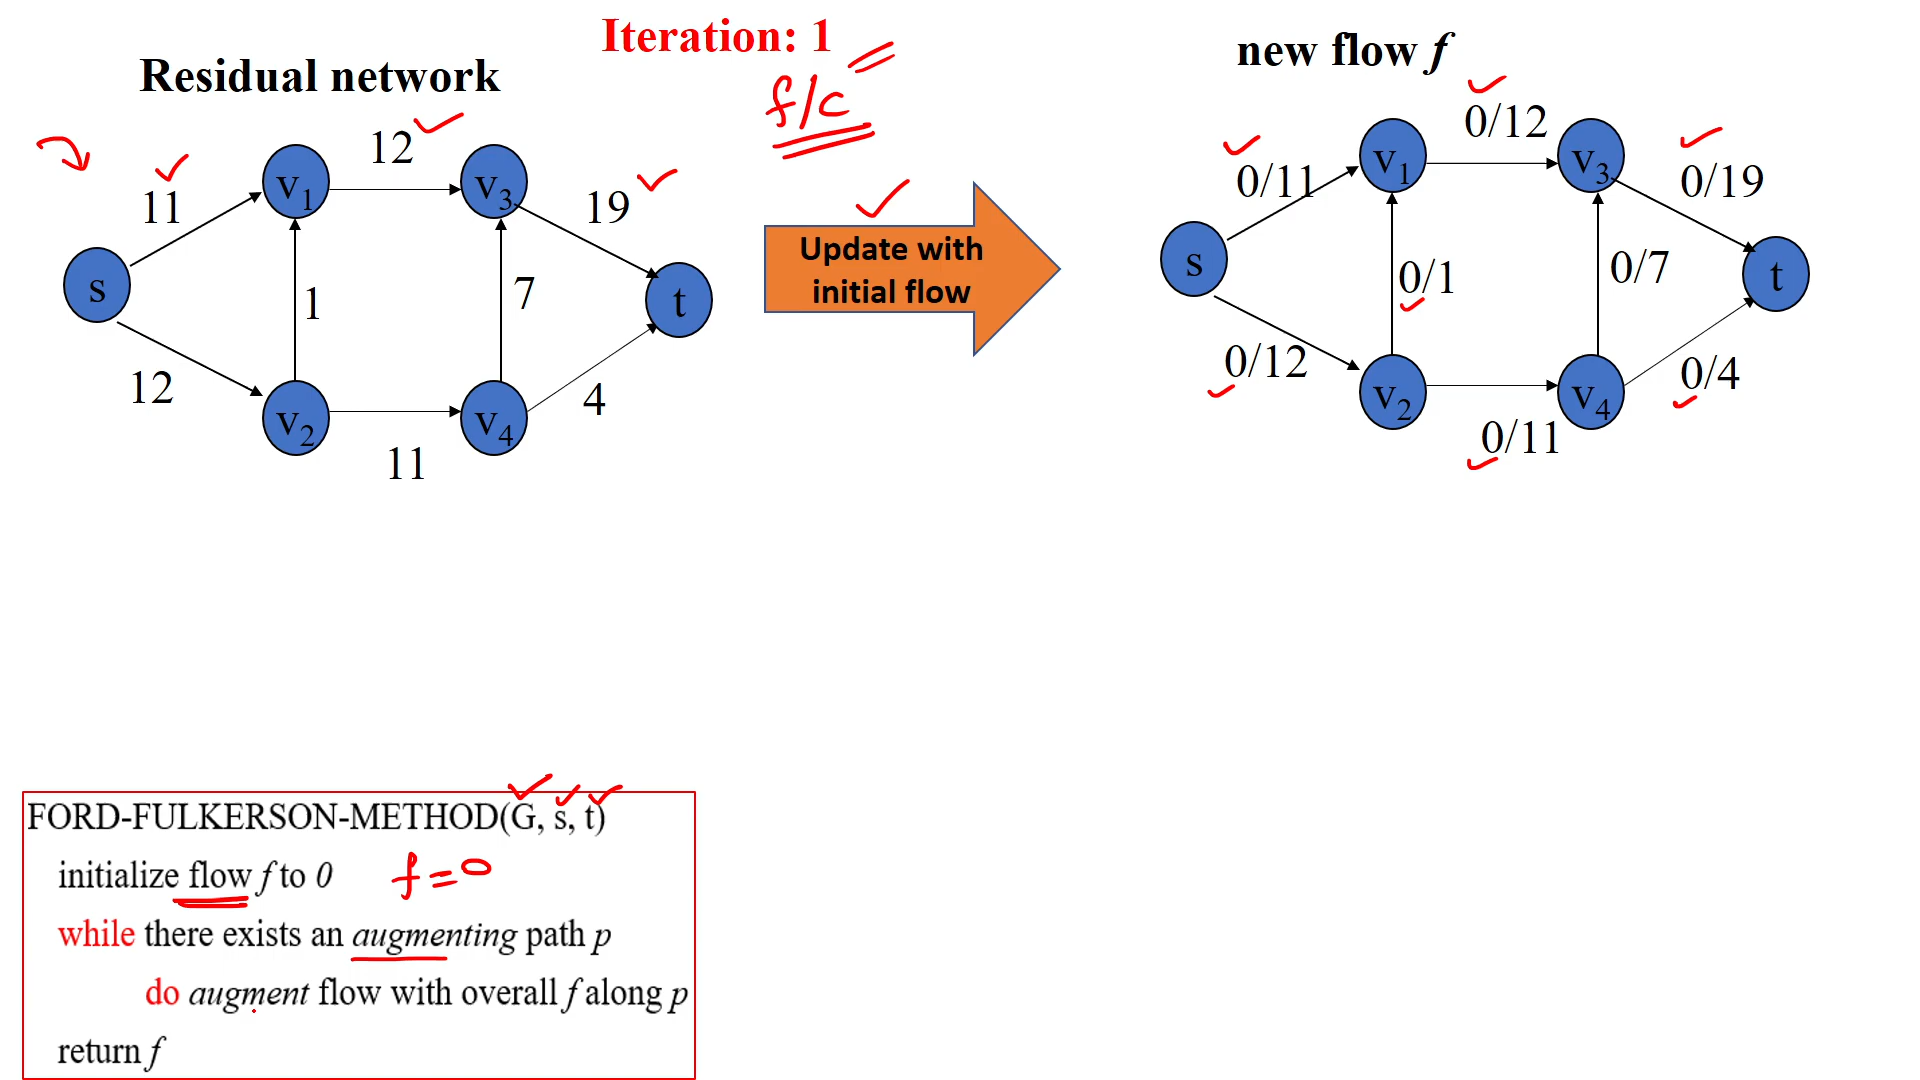 Iteration: 1
f/c
Residual network
11
12
19
v1
v3
s
1
7
t
12
v2
v4
4
11
Update with
initial flow
new flow f
0/12
0/11
0/19
v1
v3
s
0/1
0/7
t
0/12
v2
v4
0/4
0/11
FORD-FULKERSON-METHOD(G, s, t)
initialize flow f to 0 f=0
while there exists an augmenting path p
do augment flow with overall f along p
return f